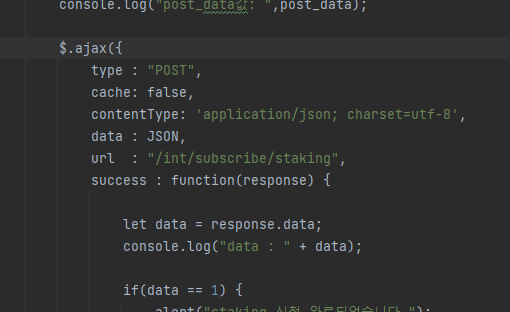 console.log("post_data값: ",post_data);
$.ajax({
type : "POST",
cache: false,
contentType: 'application/json; charset=utf-8',
data : JSON,
url  : "/int/subscribe/staking",
success : function(response) {
let data = response.data;
console.log("data : " + data);
if(data == 1) {
alert("staking 신청 완료되었습니다.");